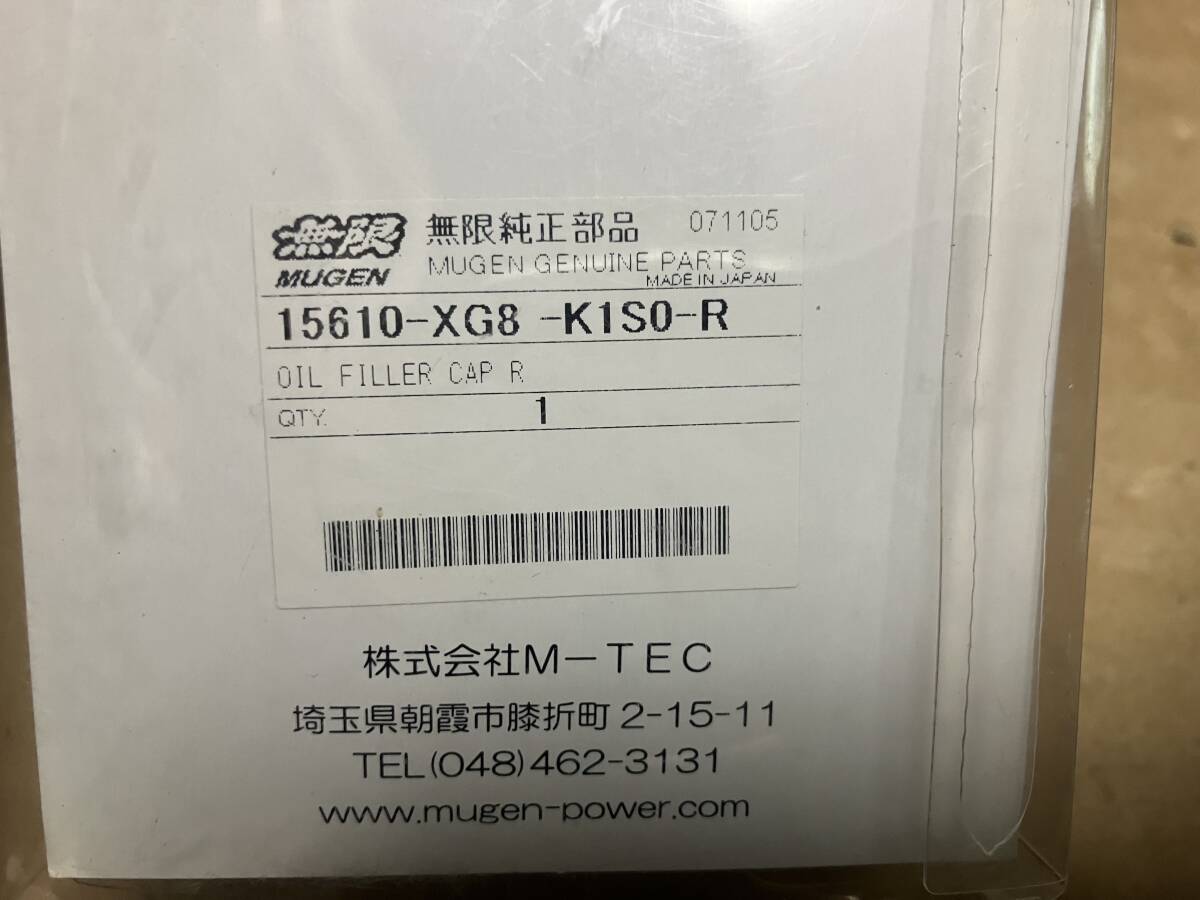 無限 無限純正部品 071105
MUGEN MUGEN GENUINE PARTS
MADE IN JAPAN
15610-XG8 -K1S0-R
OIL FILLER CAP R
QTY. 1
株式会社M-TEC
埼玉県朝霞市膝折町2-15-11
TEL(048)462-3131
www.mugen-power.com